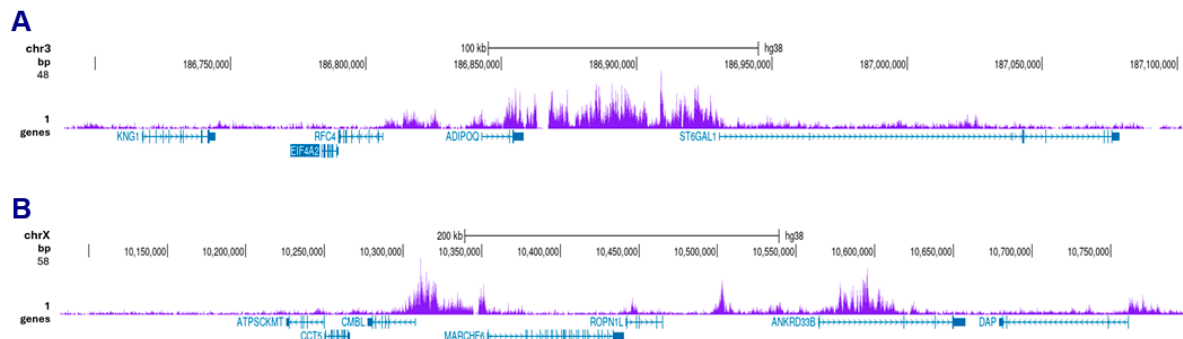 A
100 kb hg38
chr3
bp 186,750,000 186,800,000 186,850,000 186,900,000 186,950,000 187,000,000 187,050,000 187,100,000
48
1
genes
KNG1 RFC4 ADIPOQ ST6GAL1
EIF4A2
B
200 kb hg38
chrX
bp 10,150,000 10,200,000 10,250,000 10,300,000 10,350,000 10,400,000 10,450,000 10,500,000 10,550,000 10,600,000 10,650,000 10,700,000 10,750,000
58
1
genes
ATPSCKMT CMBL ROPN1L ANKRD33B DAP
CCT5 MARCHF6